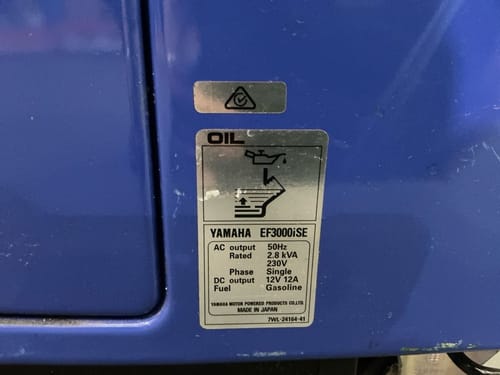 OIL
YAMAHA EF3000iSE
AC output 50Hz
Rated 2.8 kVA
230V
Phase Single
DC output 12V 12A
Fuel Gasoline
YAMAHA MOTOR POWERED PRODUCTS CO.,LTD.
MADE IN JAPAN
7WL-24164-41